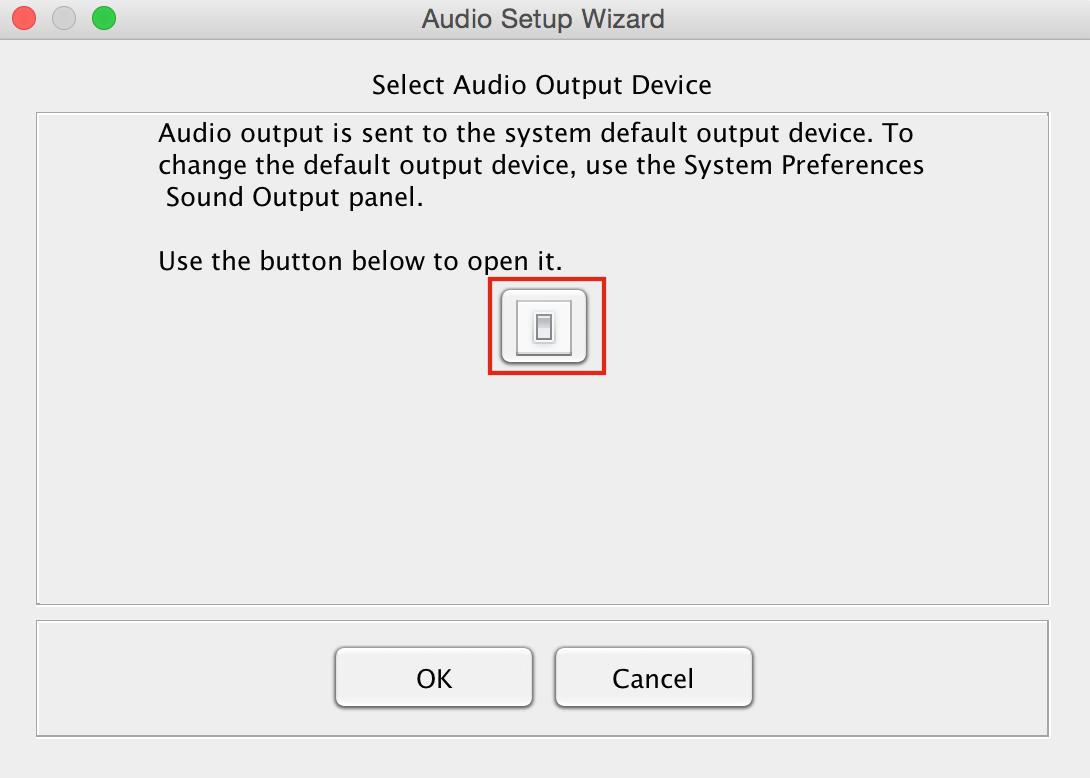 Audio Setup Wizard
Select Audio Output Device
Audio output is sent to the system default output device. To
change the default output device, use the System Preferences
Sound Output panel.
Use the button below to open it.
OK
Cancel